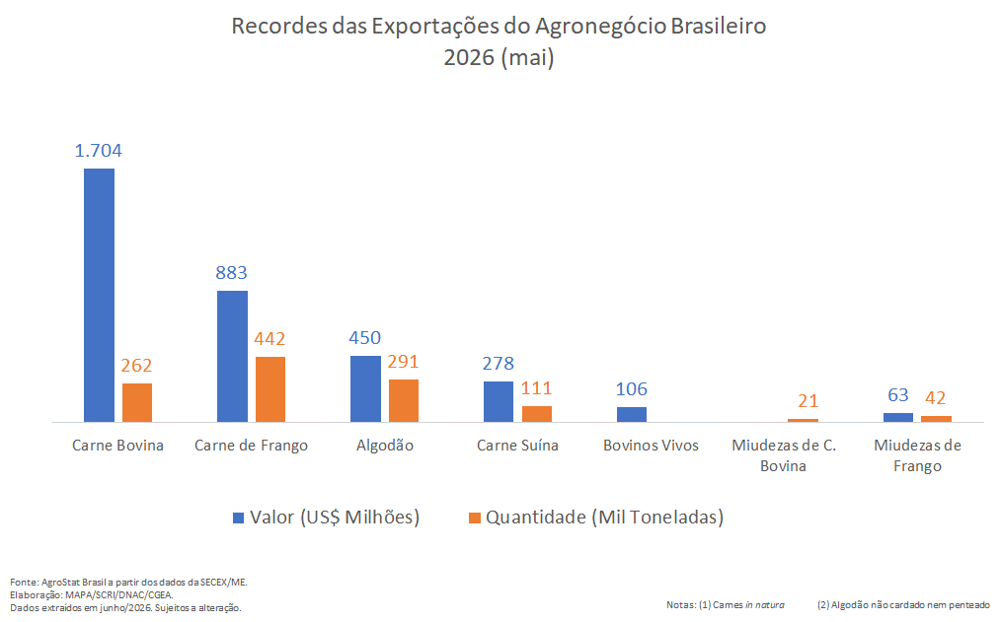 Recordes das Exportações do Agronegócio Brasileiro
2026 (mai)
1.704
262
883
442
450
291
278
111
106
21
63
42
Carne Bovina
Carne de Frango
Algodão
Carne Suína
Bovinos Vivos
Miudezas de C.
Bovina
Miudezas de
Frango
Valor (US$ Milhões)
Quantidade (Mil Toneladas)
Fonte: AgroStat Brasil a partir dos dados da SECEX/ME.
Elaboração: MAPA/SCRI/DNAC/CGEA.
Dados extraídos em junho/2026. Sujeitos a alteração.
Notas: (1) Carnes in natura (2) Algodão não cardado nem penteado